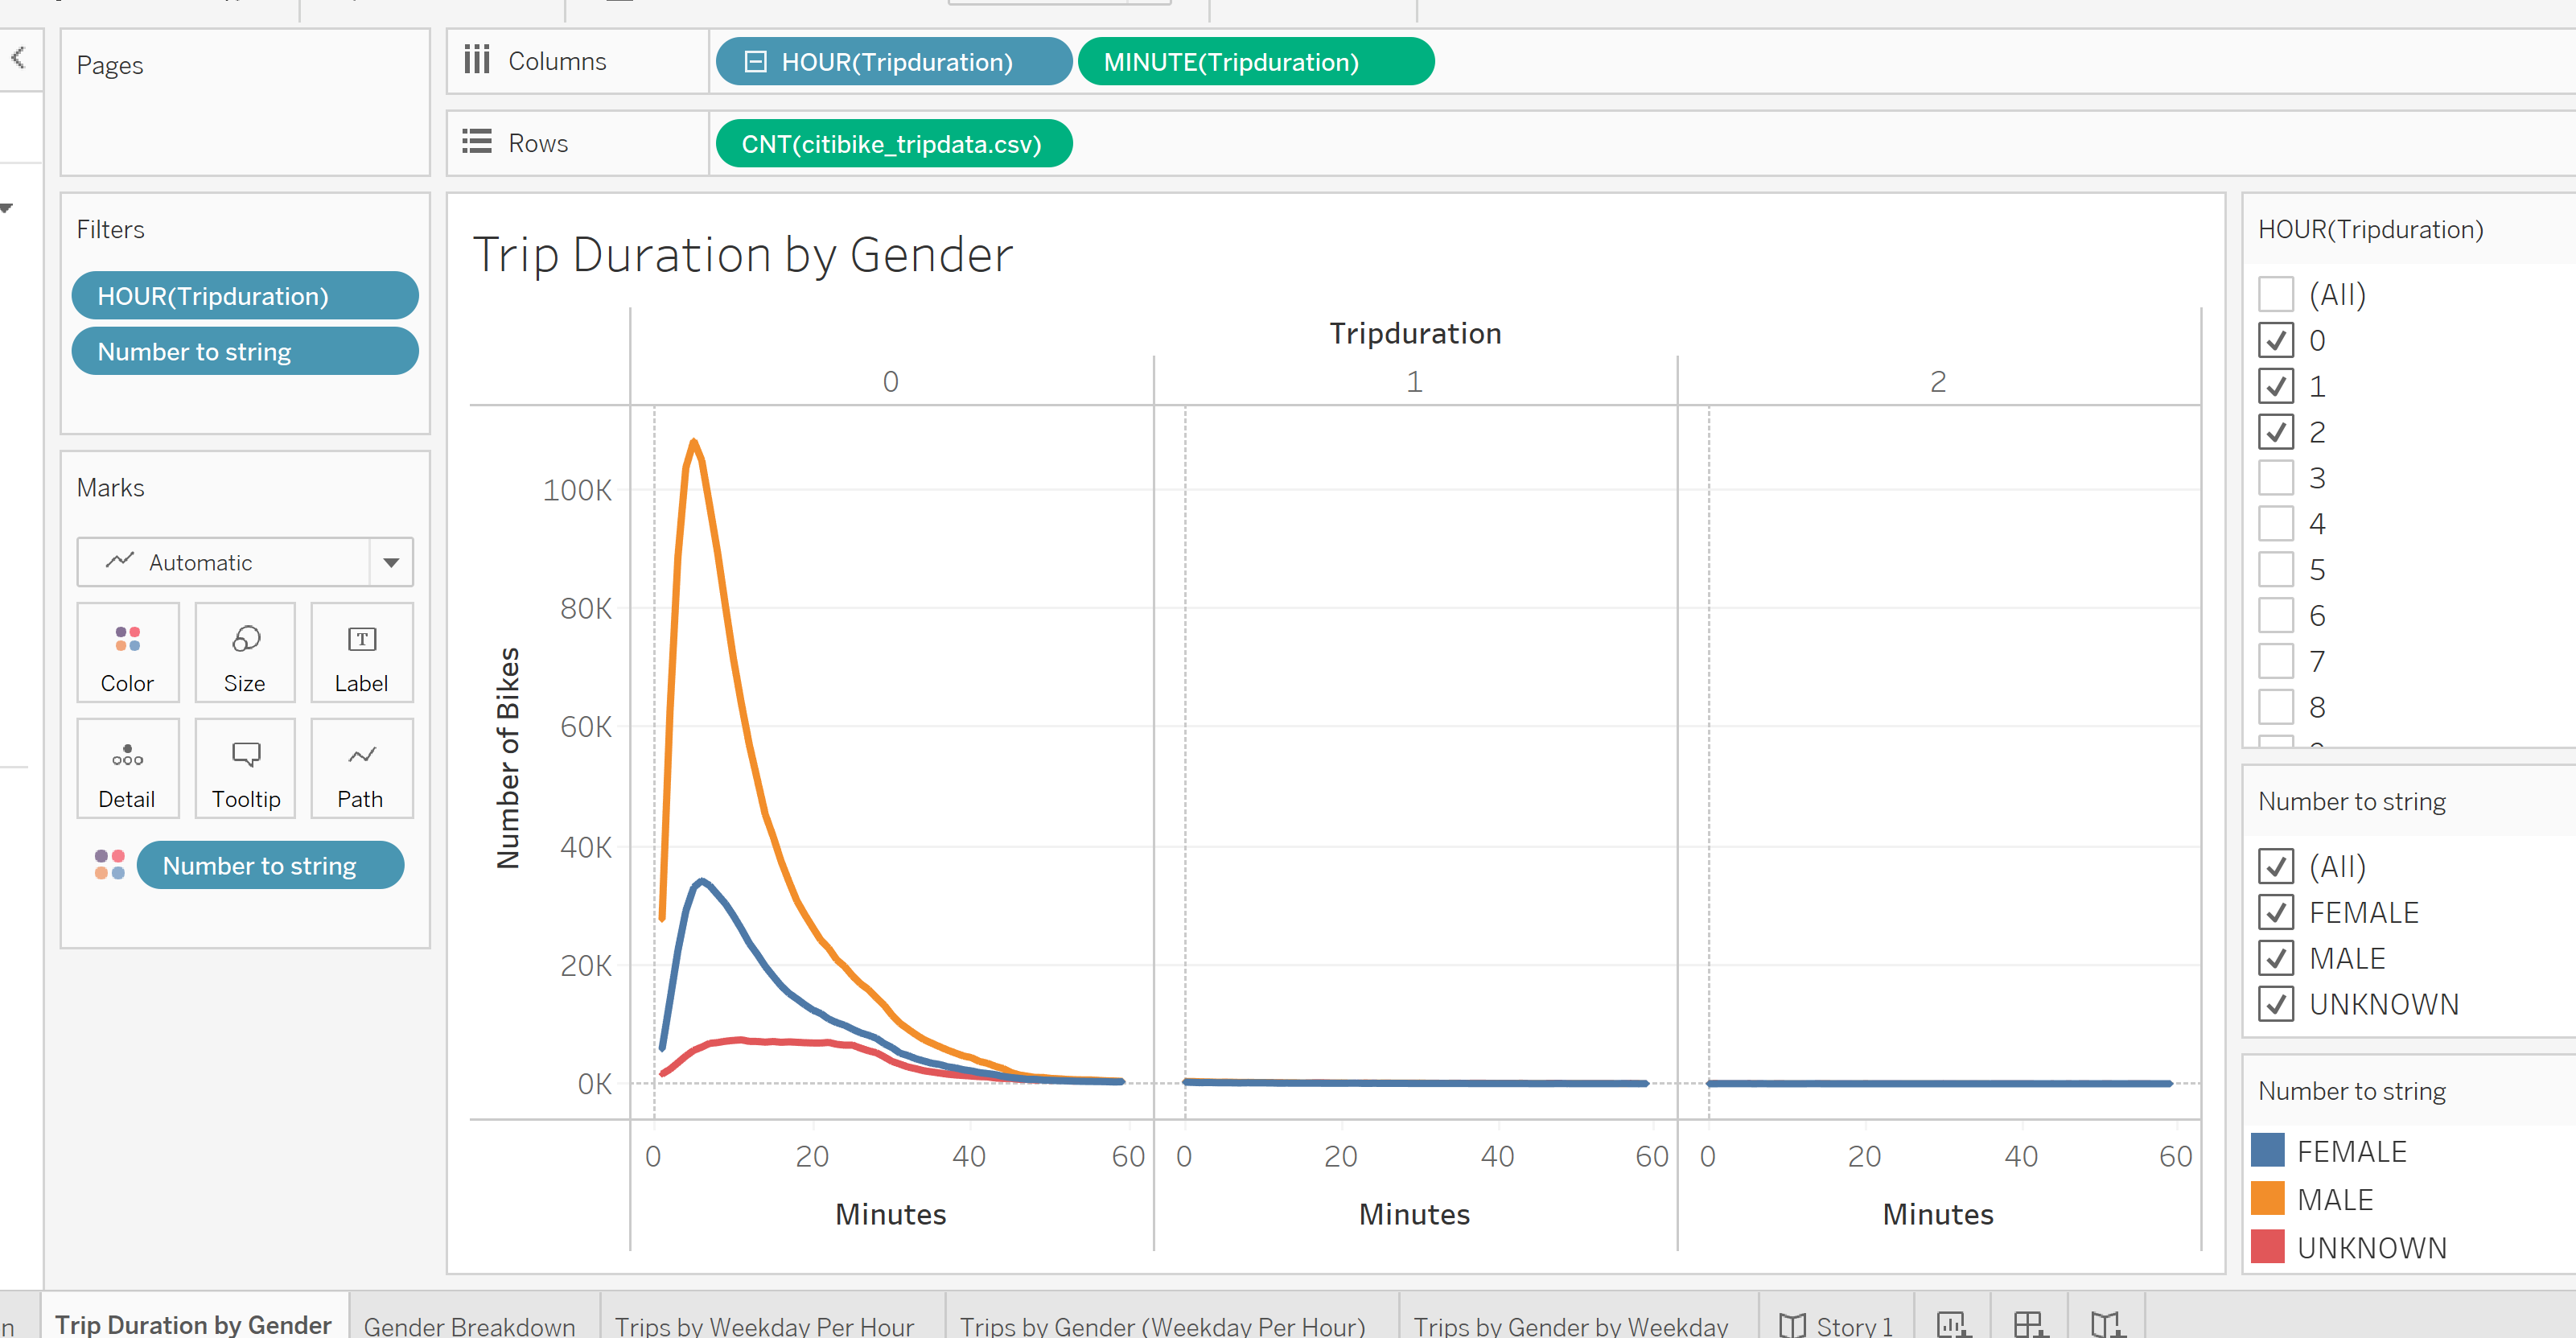 Pages
Columns
HOUR(Tripduration)
MINUTE(Tripduration)
Rows
CNT(citibike_tripdata.csv)
Filters
HOUR(Tripduration)
Number to string
Marks
Automatic
Color
Size
Label
Detail
Tooltip
Path
Number to string
Trip Duration by Gender
Tripduration
0 1 2
Number of Bikes
100K
80K
60K
40K
20K
0K
0 20 40 60 0 20 40 60 0 20 40 60
Minutes Minutes Minutes
HOUR(Tripduration)
(All)
0
1
2
3
4
5
6
7
8
Number to string
(All)
FEMALE
MALE
UNKNOWN
Number to string
FEMALE
MALE
UNKNOWN
n
Trip Duration by Gender
Gender Breakdown
Trips by Weekday Per Hour
Trips by Gender (Weekday Per Hour)
Trips by Gender by Weekday
Story 1